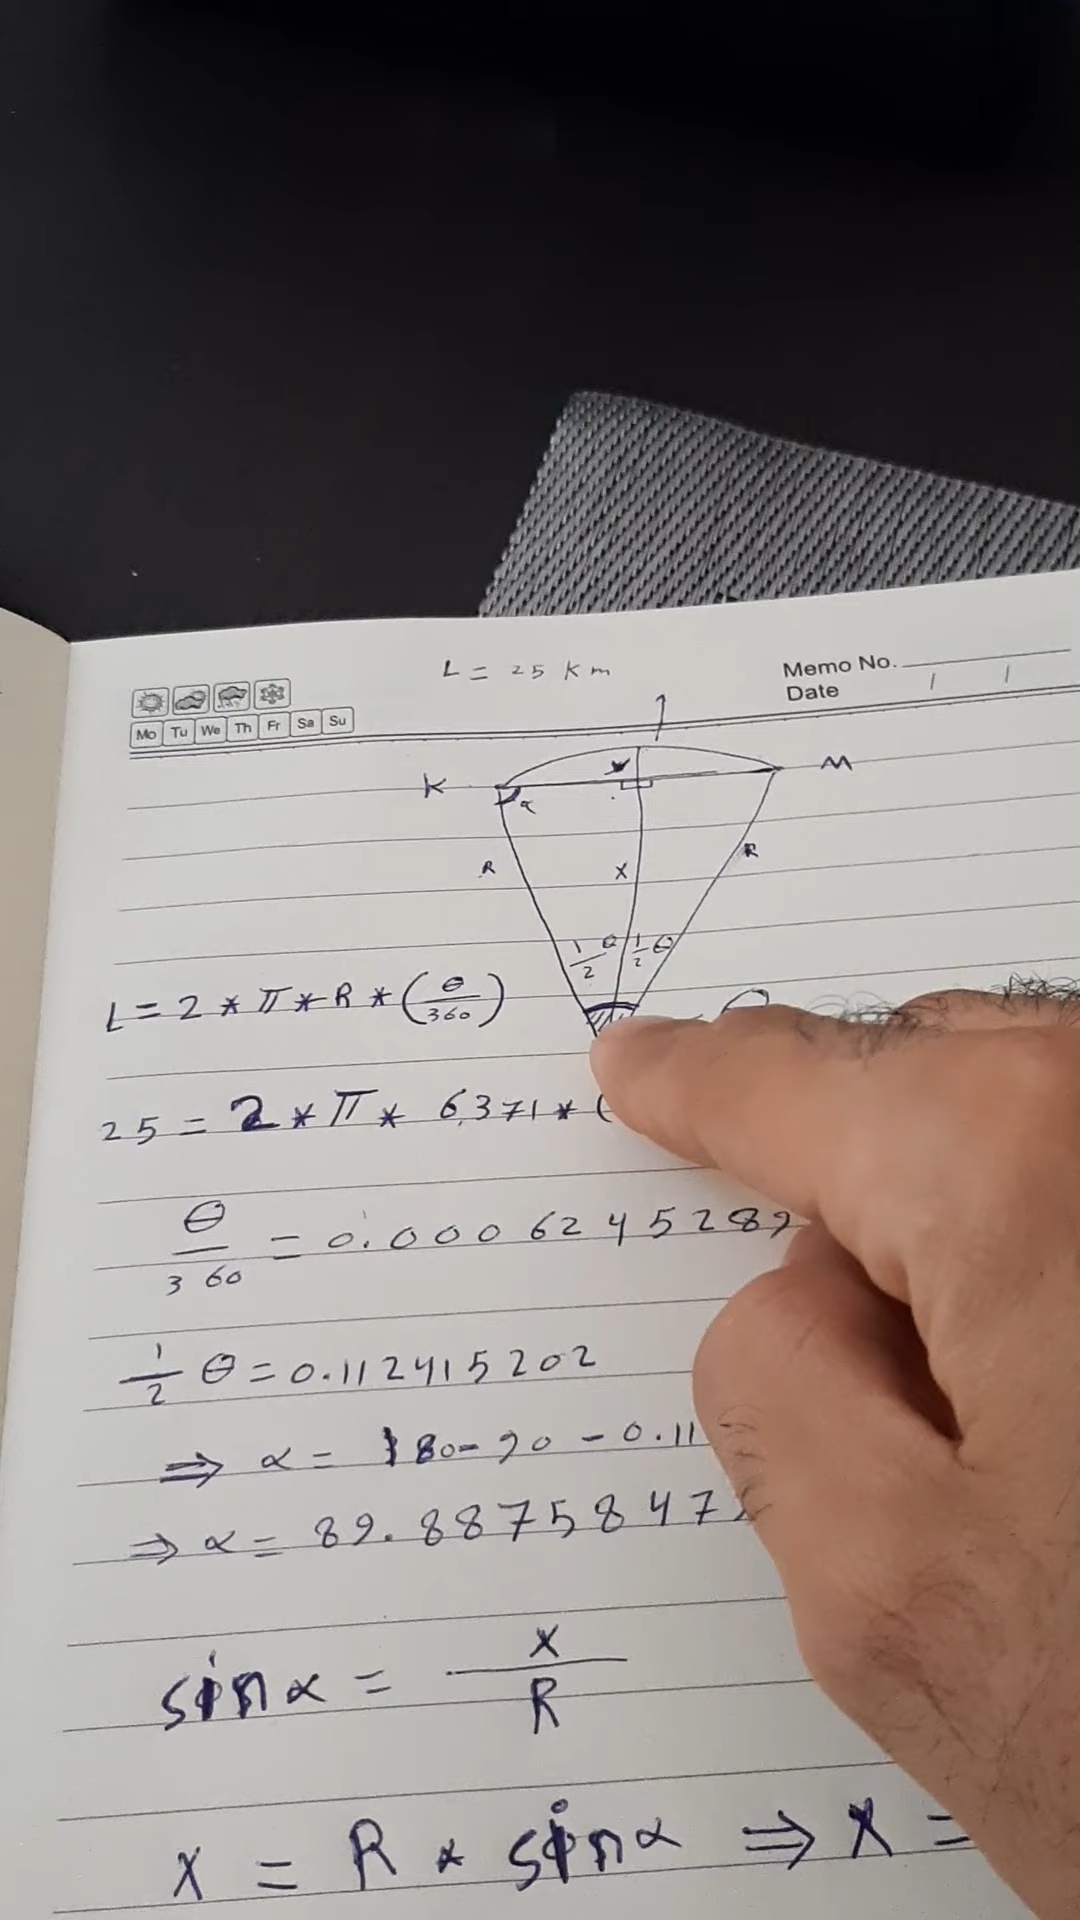 L = 25 Km
Memo No.
Date / /
Mo Tu We Th Fr Sa Su
K
M
α
R
X
R
1/2 θ
1/2 θ
L = 2 * π * R * (θ/360)
25 = 2 * π * 6371 * (
θ/360 = 0.000624528
1/2 θ = 0.112415202
⇒ α = 180-90 - 0.11
⇒ α = 89.88758847
sin α = x/R
x = R * sin α ⇒ x =